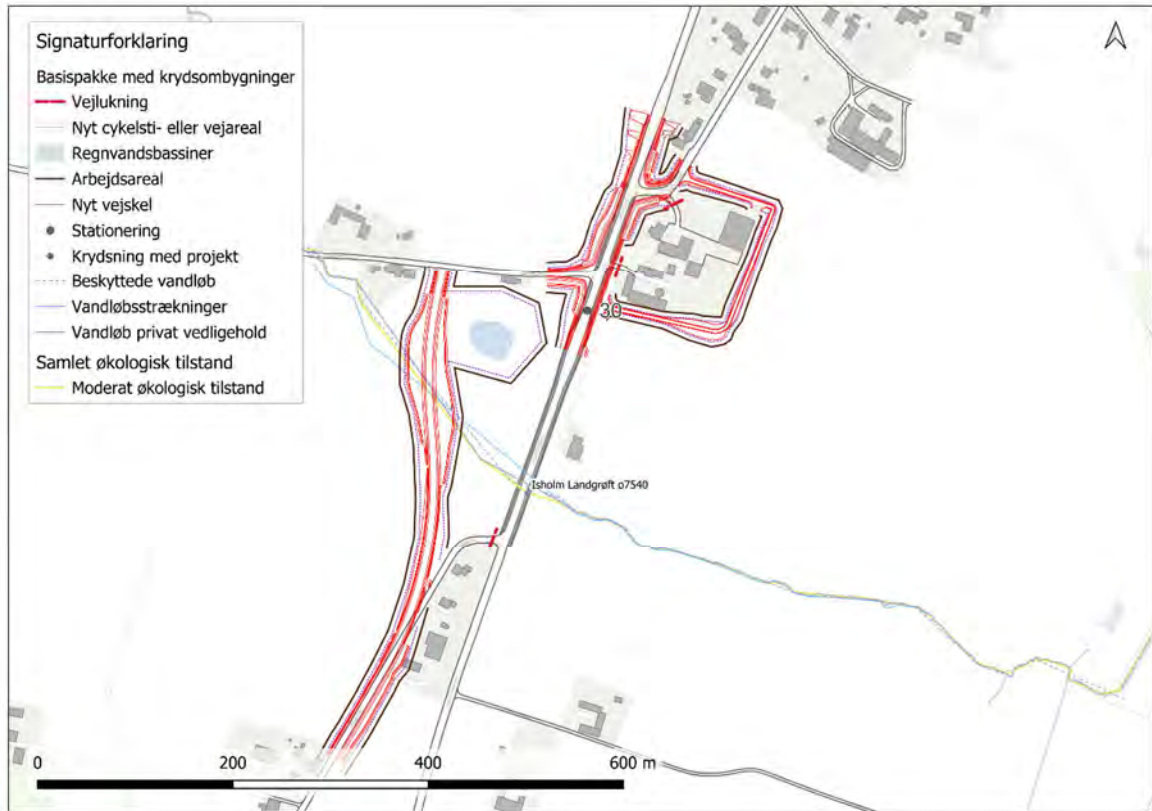 Signaturforklaring
Basispakke med krydsombygninger
Vejlukning
Nyt cykelsti- eller vejareal
Regnvandsbassiner
Arbejdsareal
Nyt vejskel
Stationering
Krydsning med projekt
Beskyttede vandløb
Vandløbsstrækninger
Vandløb privat vedligehold
Samlet økologisk tilstand
Moderat økologisk tilstand
30
Isholm Landgrøft o7540
0 200 400 600 m